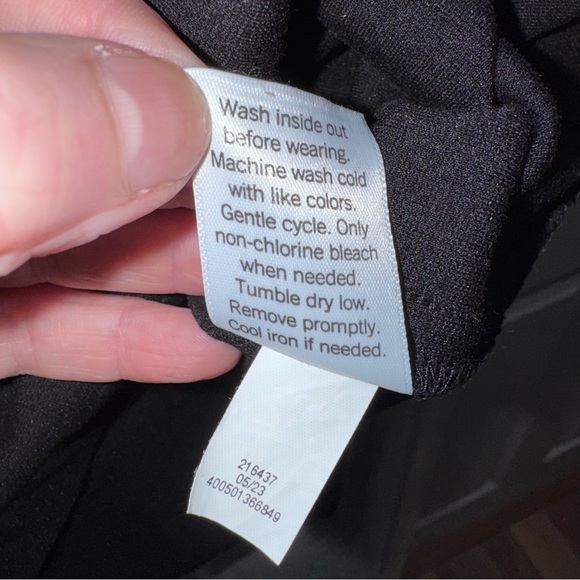 Wash inside out
before wearing.
Machine wash cold
with like colors.
Gentle cycle. Only
non-chlorine bleach
when needed.
Tumble dry low.
Remove promptly.
Cool iron if needed.
216437
05/23
400501366849